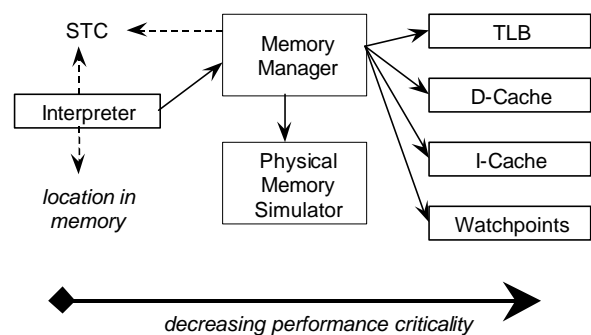 STC
Memory
Manager
TLB
D-Cache
Interpreter
I-Cache
location in
memory
Physical
Memory
Simulator
Watchpoints
decreasing performance criticality